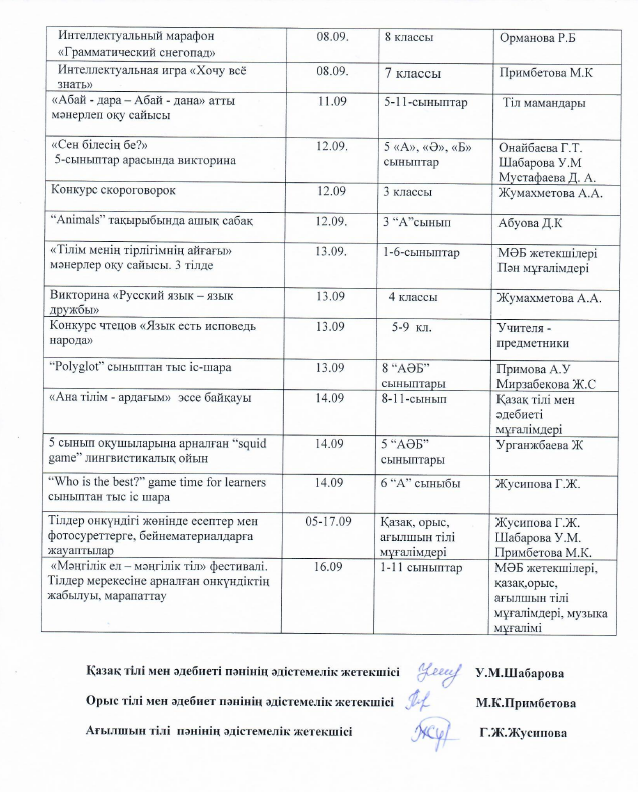 Интеллектуальный марафон
«Грамматический снегопад»
08.09.
8 классы
Орманова Р.Б
Интеллектуальная игра «Хочу всё
знать»
08.09.
7 классы
Примбетова М.К
«Абай - дара – Абай - дана» атты
мәнерлеп оқу сайысы
11.09
5-11-сыныптар
Тіл мамандары
«Сен білесің бе?»
5-сыныптар арасында викторина
12.09.
5 «А», «Ә», «Б»
сыныптар
Онайбаева Г.Т.
Шабарова У.М
Мустафаева Д. А.
Конкурс скороговорок
12.09
3 классы
Жумахметова А.А.
“Animals” тақырыбында ашық сабақ
12.09.
3 “А”сынып
Абуова Д.К
«Тілім менің тірлігімнің айғағы»
мәнерлер оқу сайысы. 3 тілде
13.09.
1-6-сыныптар
МӘБ жетекшілері
Пән мұғалімдері
Викторина «Русский язык – язык
дружбы»
13.09
4 классы
Жумахметова А.А.
Конкурс чтецов «Язык есть исповедь
народа»
13.09
5-9 кл.
Учителя -
предметники
“Polyglot” сыныптан тыс іс-шара
13.09
8 “АӘБ”
сыныптары
Примова А.У
Мирзабекова Ж.С
«Ана тілім - ардағым» эссе байқауы
14.09
8-11-сынып
Қазақ тілі мен
әдебиеті
мұғалімдері
5 сынып оқушыларына арналған “squid
game” лингвистикалық ойын
14.09
5 “АӘБ”
сыныптары
Урганжбаева Ж
“Who is the best?” game time for learners
сыныптан тыс іс шара
14.09
6 “А” сыныбы
Жусипова Г.Ж.
Тілдер онкүндігі жөнінде есептер мен
фотосуреттерге, бейнематериалдарға
жауаптылар
05-17.09
Қазақ, орыс,
ағылшын тілі
мұғалімдері
Жусипова Г.Ж.
Шабарова У.М.
Примбетова М.К.
«Мәңгілік ел – мәңгілік тіл» фестивалі.
Тілдер мерекесіне арналған онкүндіктің
жабылуы, марапаттау
16.09
1-11 сыныптар
МӘБ жетекшілері,
қазақ,орыс,
ағылшын тілі
мұғалімдері, музыка
мұғалімі
Қазақ тілі мен әдебиеті пәнінің әдістемелік жетекшісі У.М.Шабарова
Орыс тілі мен әдебиет пәнінің әдістемелік жетекшісі М.К.Примбетова
Ағылшын тілі пәнінің әдістемелік жетекшісі Г.Ж.Жусипова